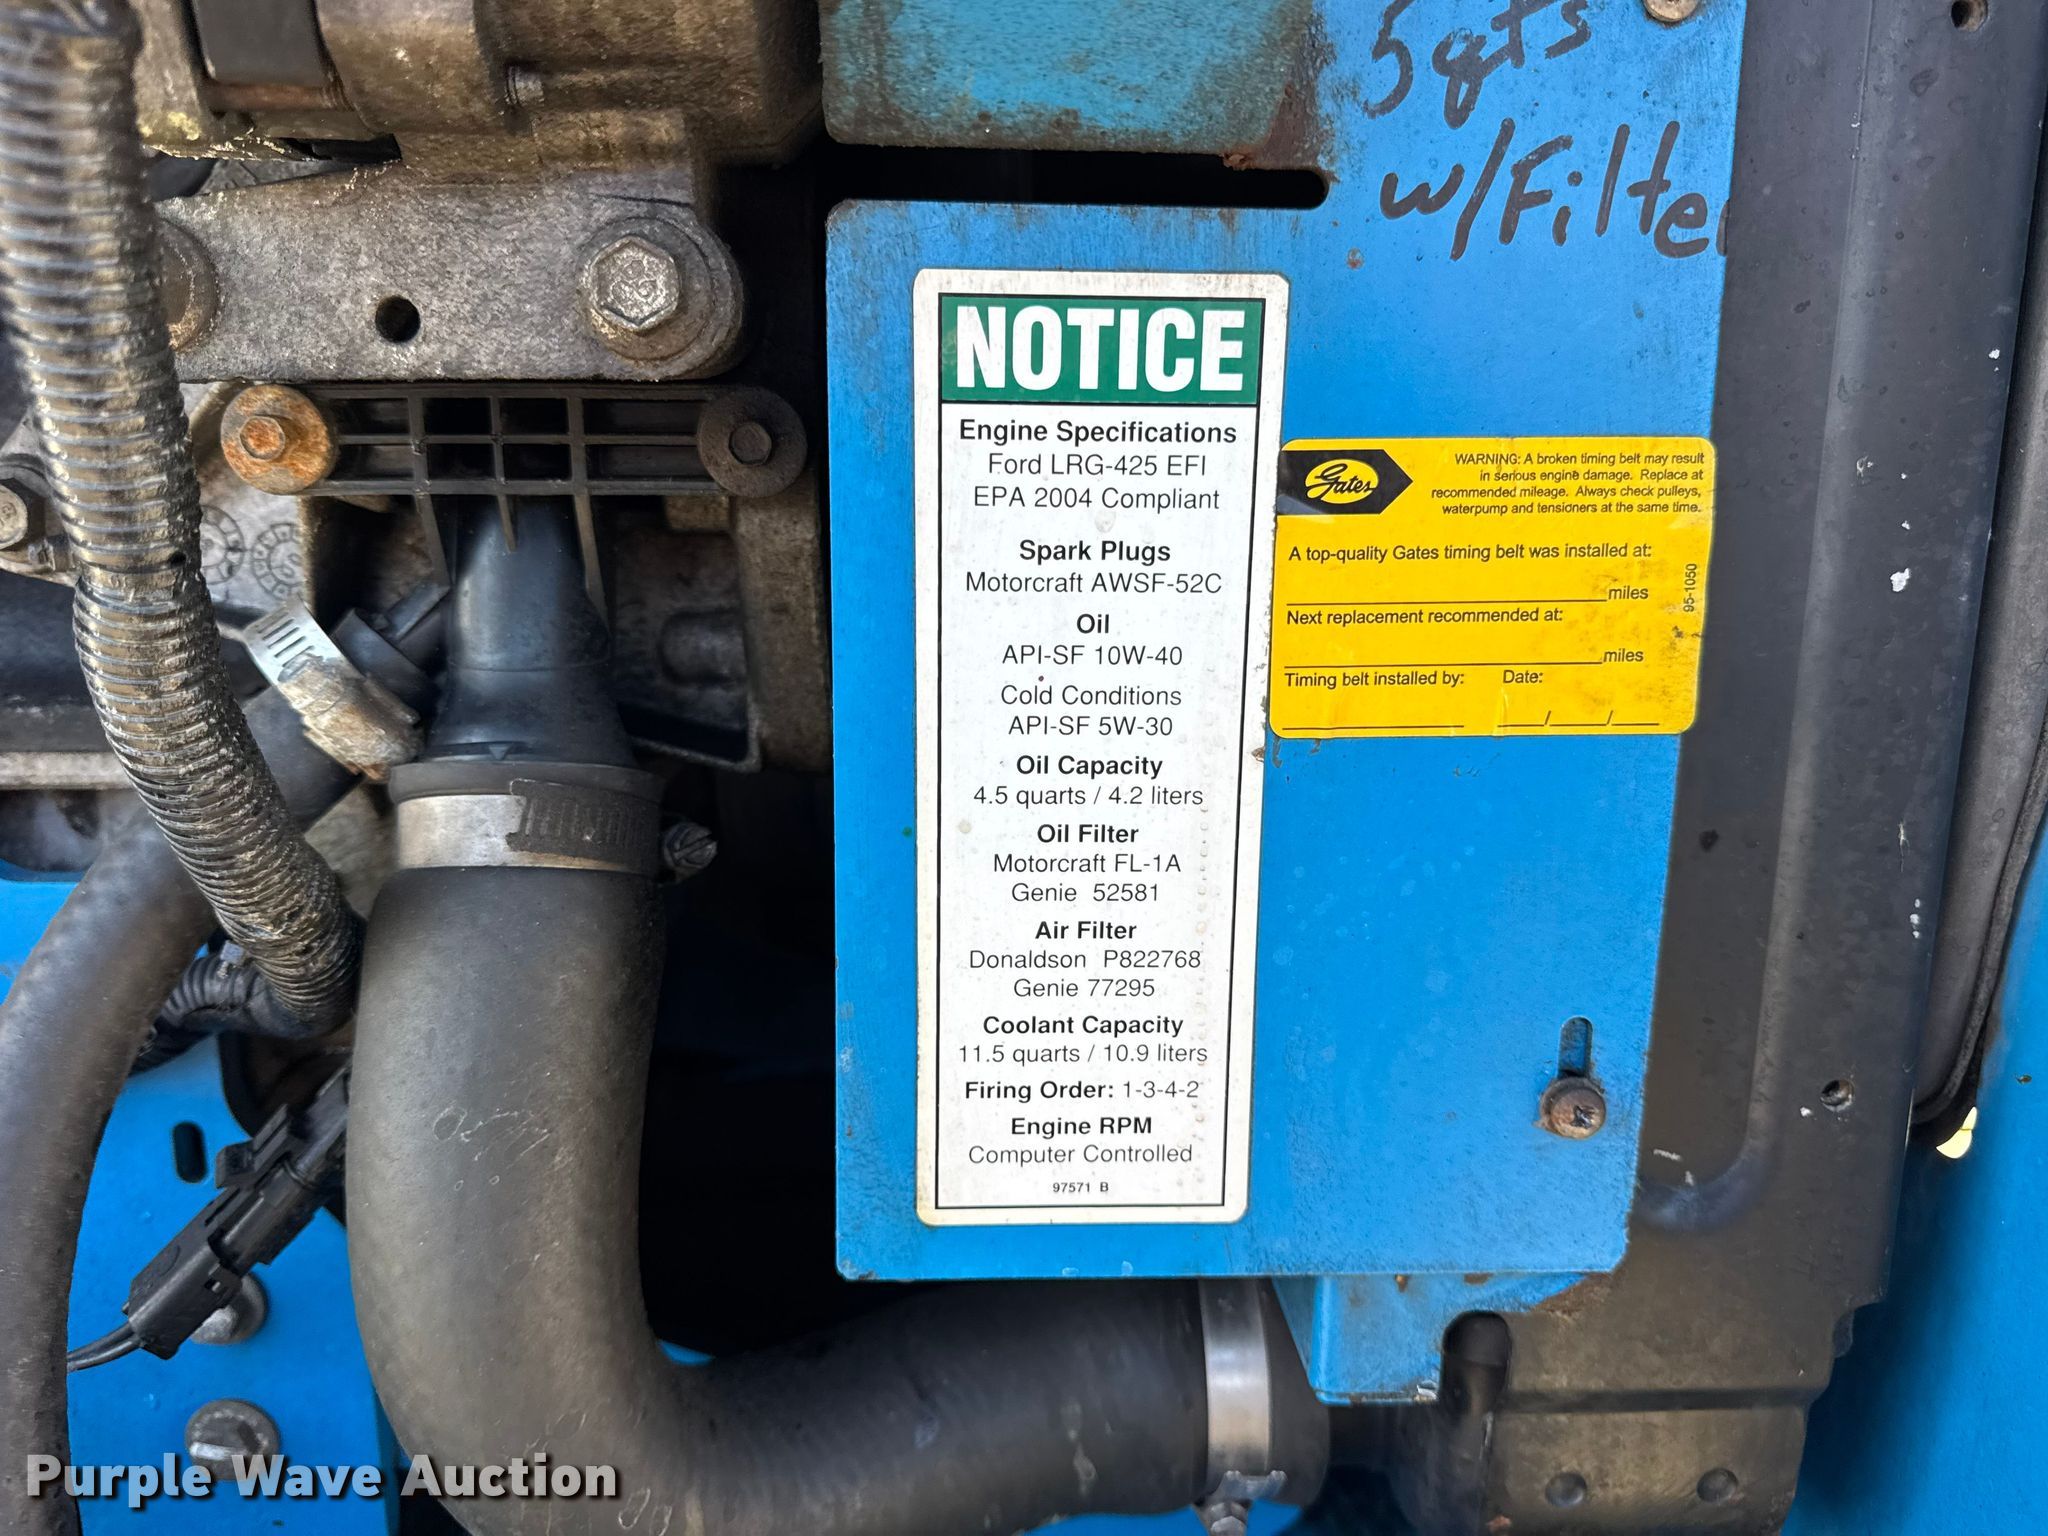 5qts
w/Filter
NOTICE
Engine Specifications
Ford LRG-425 EFI
EPA 2004 Compliant
Spark Plugs
Motorcraft AWSF-52C
Oil
API-SF 10W-40
Cold Conditions
API-SF 5W-30
Oil Capacity
4.5 quarts / 4.2 liters
Oil Filter
Motorcraft FL-1A
Genie 52581
Air Filter
Donaldson P822768
Genie 77295
Coolant Capacity
11.5 quarts / 10.9 liters
Firing Order: 1-3-4-2
Engine RPM
Computer Controlled
97571 B
Gates
WARNING: A broken timing belt may result
in serious engine damage. Replace at
recommended mileage. Always check pulleys,
waterpump and tensioners at the same time.
A top-quality Gates timing belt was installed at:
miles
Next replacement recommended at:
miles
Timing belt installed by: Date:
95-1050
Purple Wave Auction